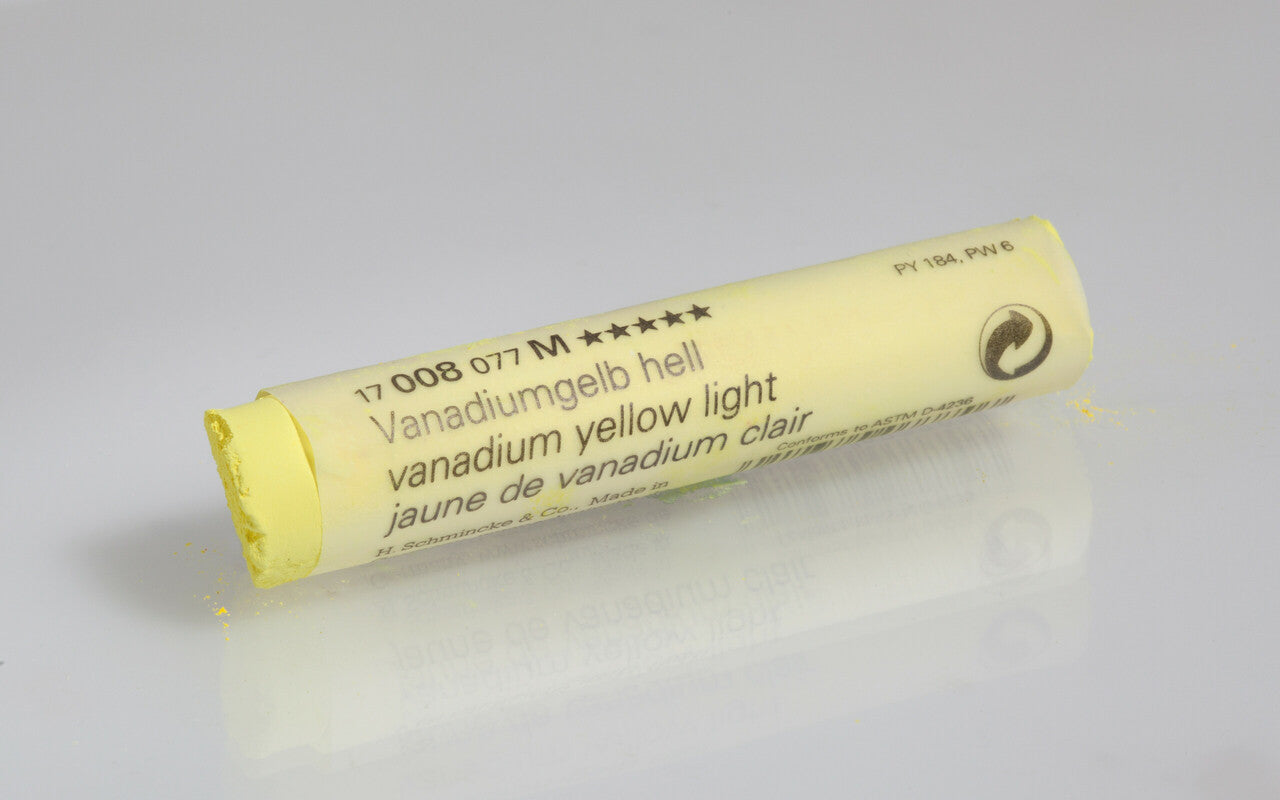 17 008 077 M ★★★★★
Vanadiumgelb hell
vanadium yellow light
jaune de vanadium clair
H. Schmincke & Co., Made in
Conforms to ASTM D-4236
PY 184, PW 6